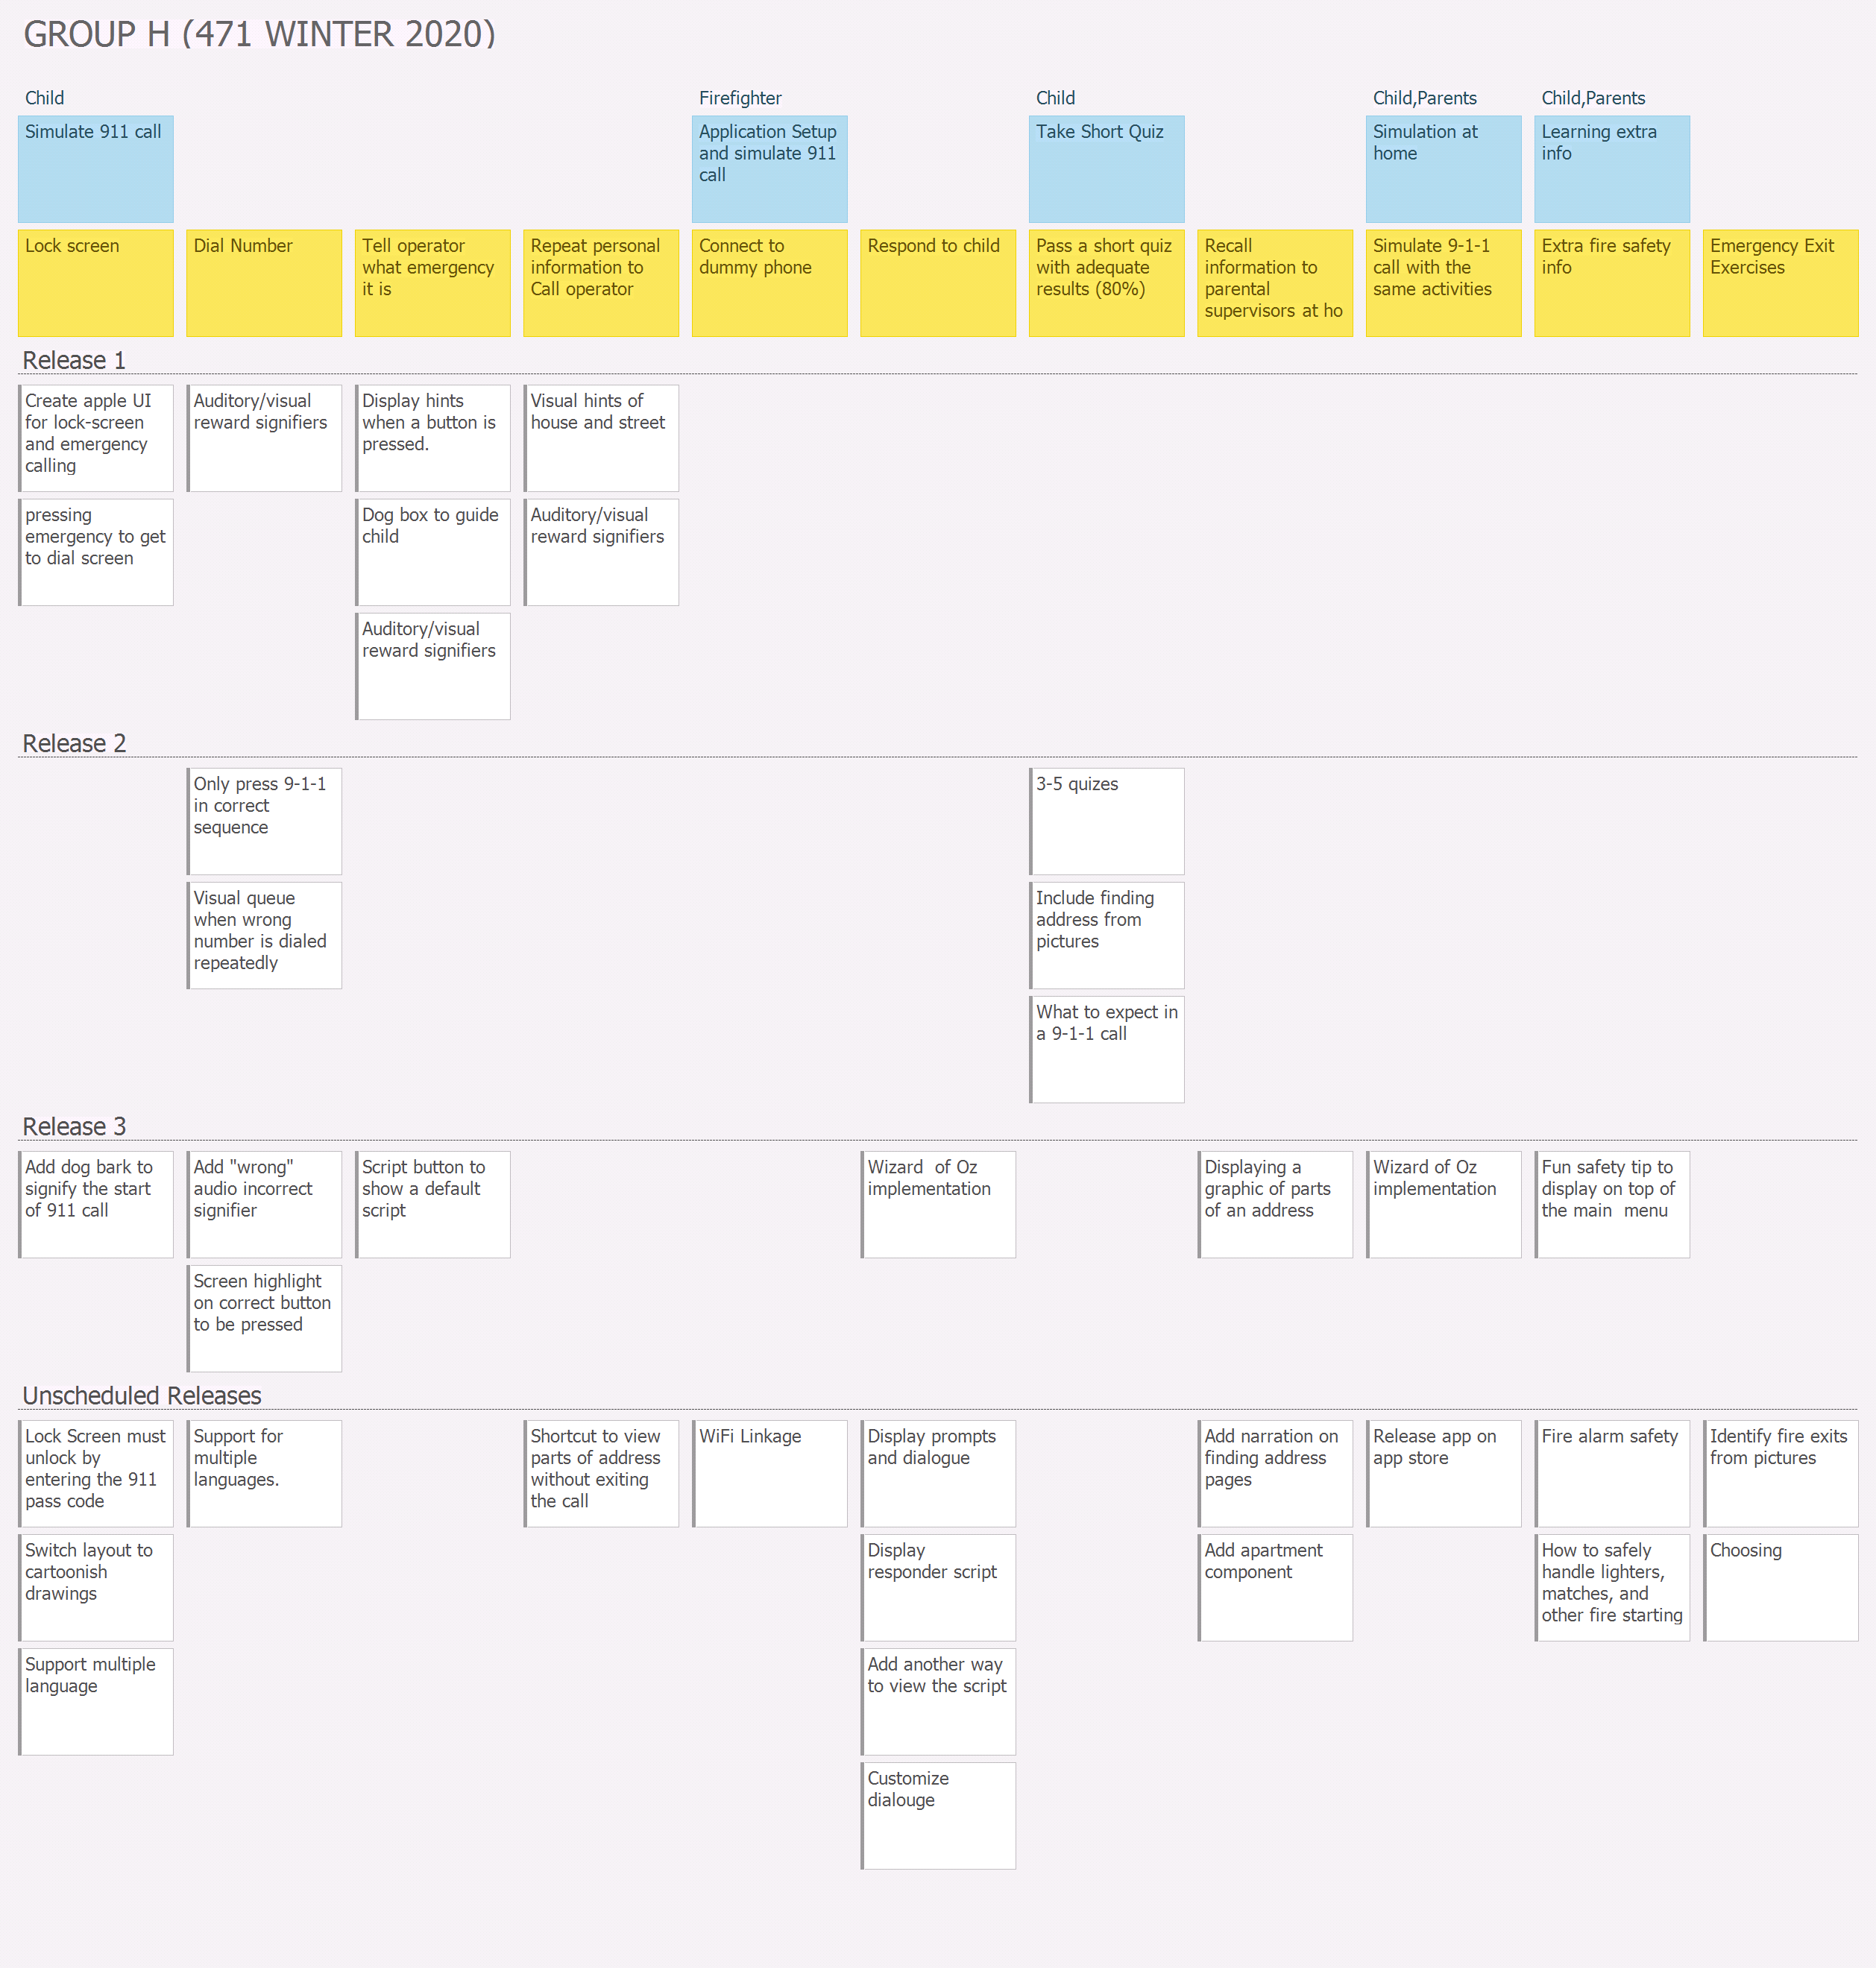 GROUP H (471 WINTER 2020)
Child
Firefighter
Child
Child,Parents
Child,Parents
Simulate 911 call
Application Setup
and simulate 911
call
Take Short Quiz
Simulation at
home
Learning extra
info
Lock screen
Dial Number
Tell operator
what emergency
it is
Repeat personal
information to
Call operator
Connect to
dummy phone
Respond to child
Pass a short quiz
with adequate
results (80%)
Recall
information to
parental
supervisors at ho
Simulate 9-1-1
call with the
same activities
Extra fire safety
info
Emergency Exit
Exercises
Release 1
Create apple UI
for lock-screen
and emergency
calling
Auditory/visual
reward signifiers
Display hints
when a button is
pressed.
Visual hints of
house and street
pressing
emergency to get
to dial screen
Dog box to guide
child
Auditory/visual
reward signifiers
Auditory/visual
reward signifiers
Release 2
Only press 9-1-1
in correct
sequence
3-5 quizes
Visual queue
when wrong
number is dialed
repeatedly
Include finding
address from
pictures
What to expect in
a 9-1-1 call
Release 3
Add dog bark to
signify the start
of 911 call
Add "wrong"
audio incorrect
signifier
Script button to
show a default
script
Wizard  of Oz
implementation
Displaying a
graphic of parts
of an address
Wizard of Oz
implementation
Fun safety tip to
display on top of
the main  menu
Screen highlight
on correct button
to be pressed
Unscheduled Releases
Lock Screen must
unlock by
entering the 911
pass code
Support for
multiple
languages.
Shortcut to view
parts of address
without exiting
the call
WiFi Linkage
Display prompts
and dialogue
Add narration on
finding address
pages
Release app on
app store
Fire alarm safety
Identify fire exits
from pictures
Switch layout to
cartoonish
drawings
Display
responder script
Add apartment
component
How to safely
handle lighters,
matches, and
other fire starting
Choosing
Support multiple
language
Add another way
to view the script
Customize
dialouge